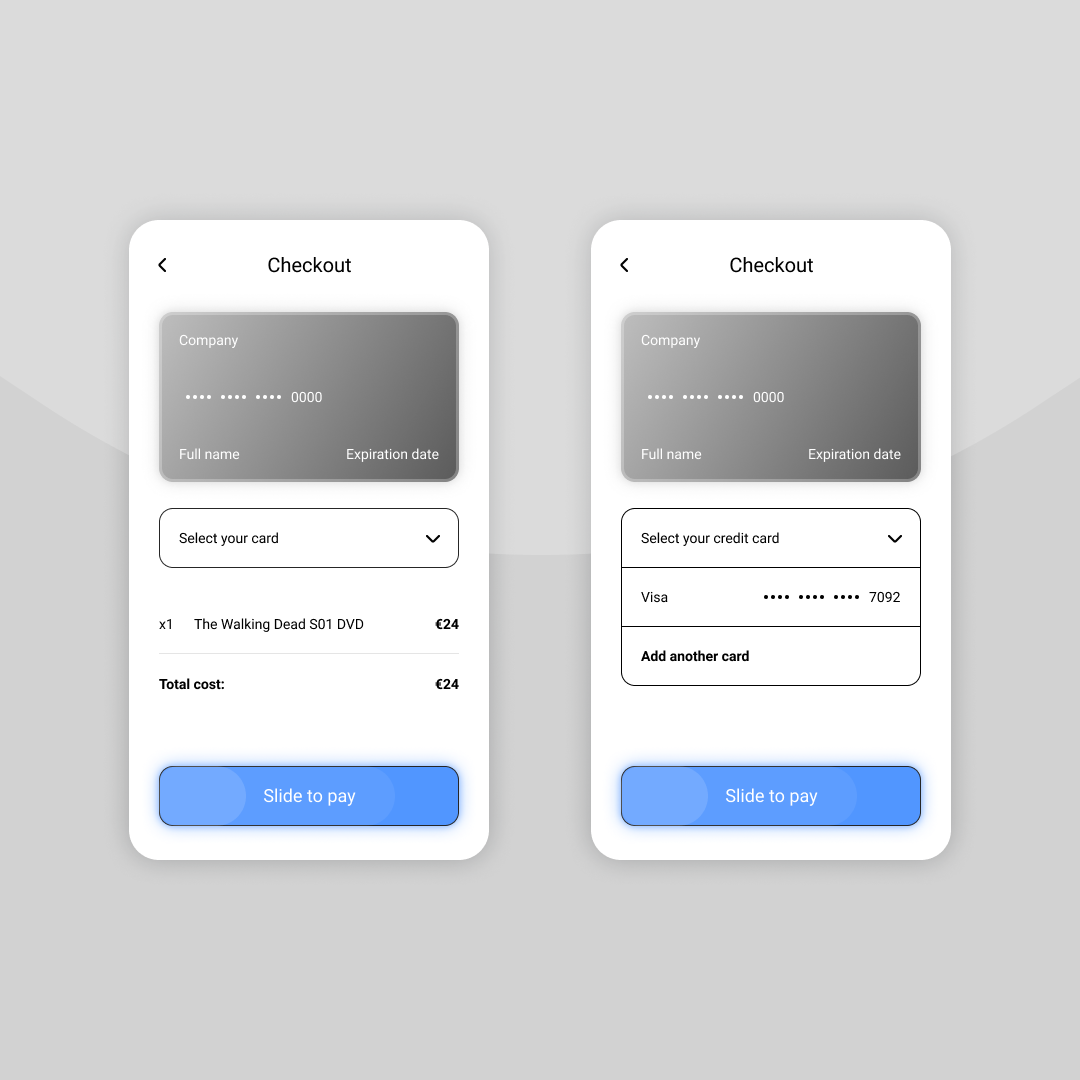 Checkout
Company
•••• •••• •••• 0000
Full name Expiration date
Select your card
x1 The Walking Dead S01 DVD €24
Total cost: €24
Slide to pay
Checkout
Company
•••• •••• •••• 0000
Full name Expiration date
Select your credit card
Visa •••• •••• •••• 7092
Add another card
Slide to pay